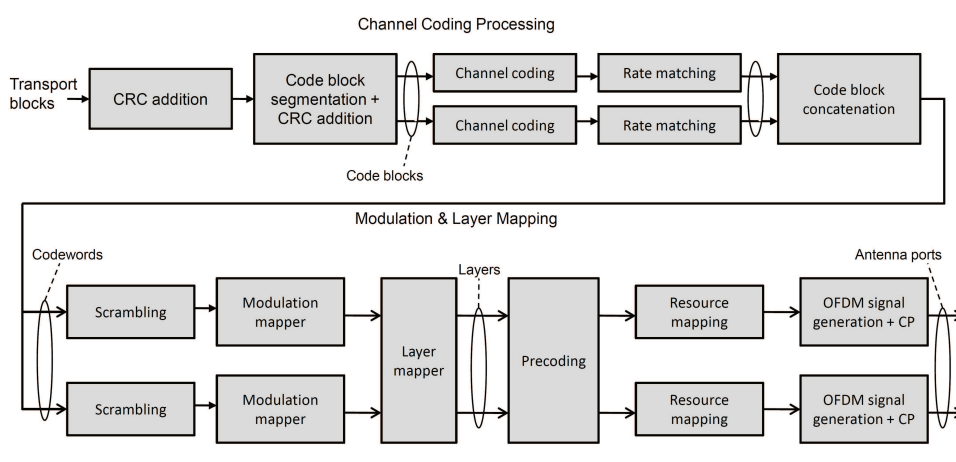 Channel Coding Processing
Transport
blocks
CRC addition
Code block
segmentation +
CRC addition
Channel coding
Rate matching
Channel coding
Rate matching
Code block
concatenation
Code blocks
Modulation & Layer Mapping
Codewords
Layers
Antenna ports
Scrambling
Modulation
mapper
Layer
mapper
Precoding
Resource
mapping
OFDM signal
generation + CP
Scrambling
Modulation
mapper
Resource
mapping
OFDM signal
generation + CP